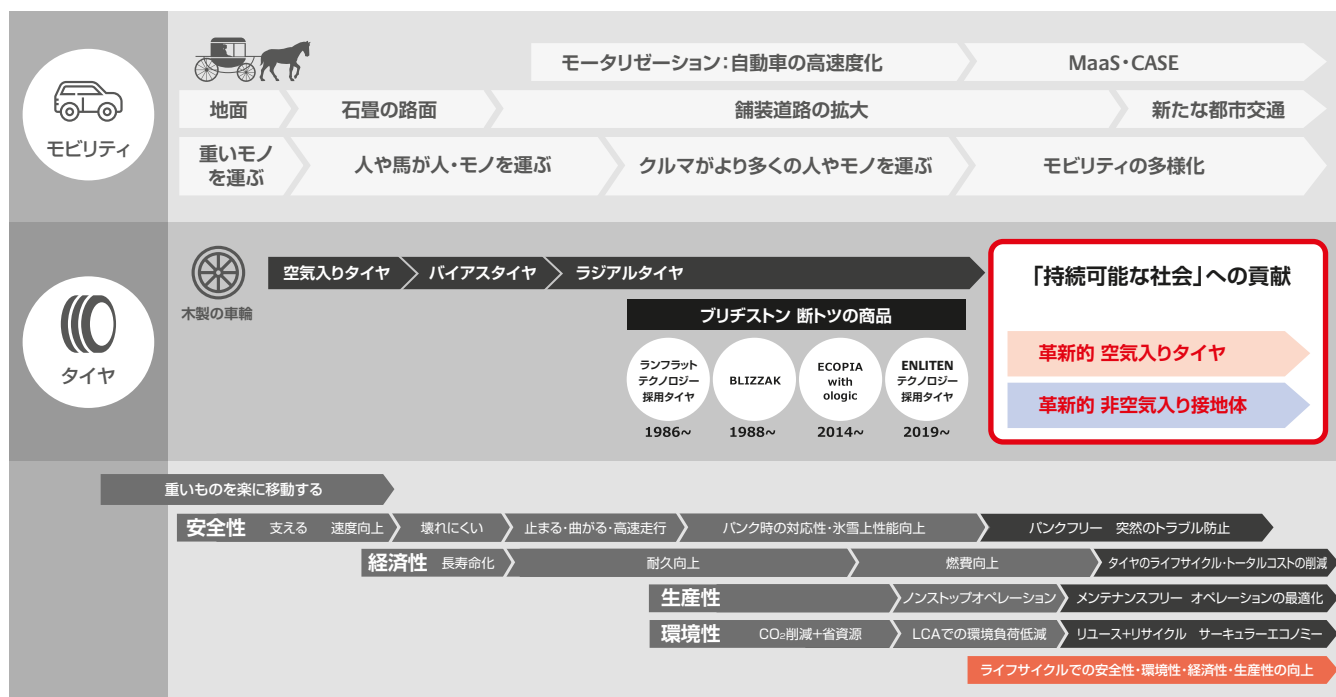 モビリティ
モータリゼーション：自動車の高速度化
MaaS・CASE
地面
石畳の路面
舗装道路の拡大
新たな都市交通
重いモノ
を運ぶ
人や馬が人・モノを運ぶ
クルマがより多くの人やモノを運ぶ
モビリティの多様化
タイヤ
木製の車輪
空気入りタイヤ
バイアスタイヤ
ラジアルタイヤ
ブリヂストン 断トツの商品
ランフラット
テクノロジー
採用タイヤ
1986~
BLIZZAK
1988~
ECOPIA
with
ologic
2014~
ENLITEN
テクノロジー
採用タイヤ
2019~
「持続可能な社会」への貢献
革新的 空気入りタイヤ
革新的 非空気入り接地体
重いものを楽に移動する
安全性 支える 速度向上 壊れにくい 止まる・曲がる・高速走行 パンク時の対応性・氷雪上性能向上 パンクフリー 突然のトラブル防止
経済性 長寿命化 耐久向上 燃費向上 タイヤのライフサイクル・トータルコストの削減
生産性 ノンストップオペレーション メンテナンスフリー オペレーションの最適化
環境性 CO₂削減+省資源 LCAでの環境負荷低減 リユース+リサイクル サーキュラーエコノミー
ライフサイクルでの安全性・環境性・経済性・生産性の向上